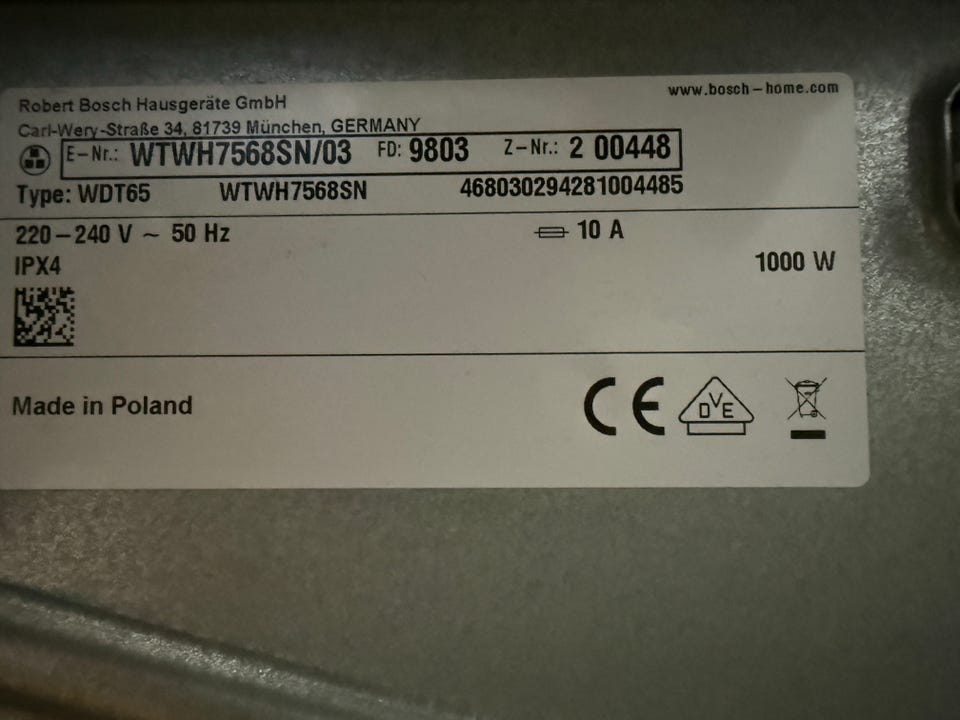 Robert Bosch Hausgeräte GmbH
www.bosch-home.com
Carl-Wery-Straße 34, 81739 München, GERMANY
E-Nr.: WTWH7568SN/03 FD: 9803 Z-Nr.: 2 00448
Type: WDT65 WTWH7568SN 468030294281004485
220-240 V ~ 50 Hz 10 A
IPX4 1000 W
Made in Poland CE DVE